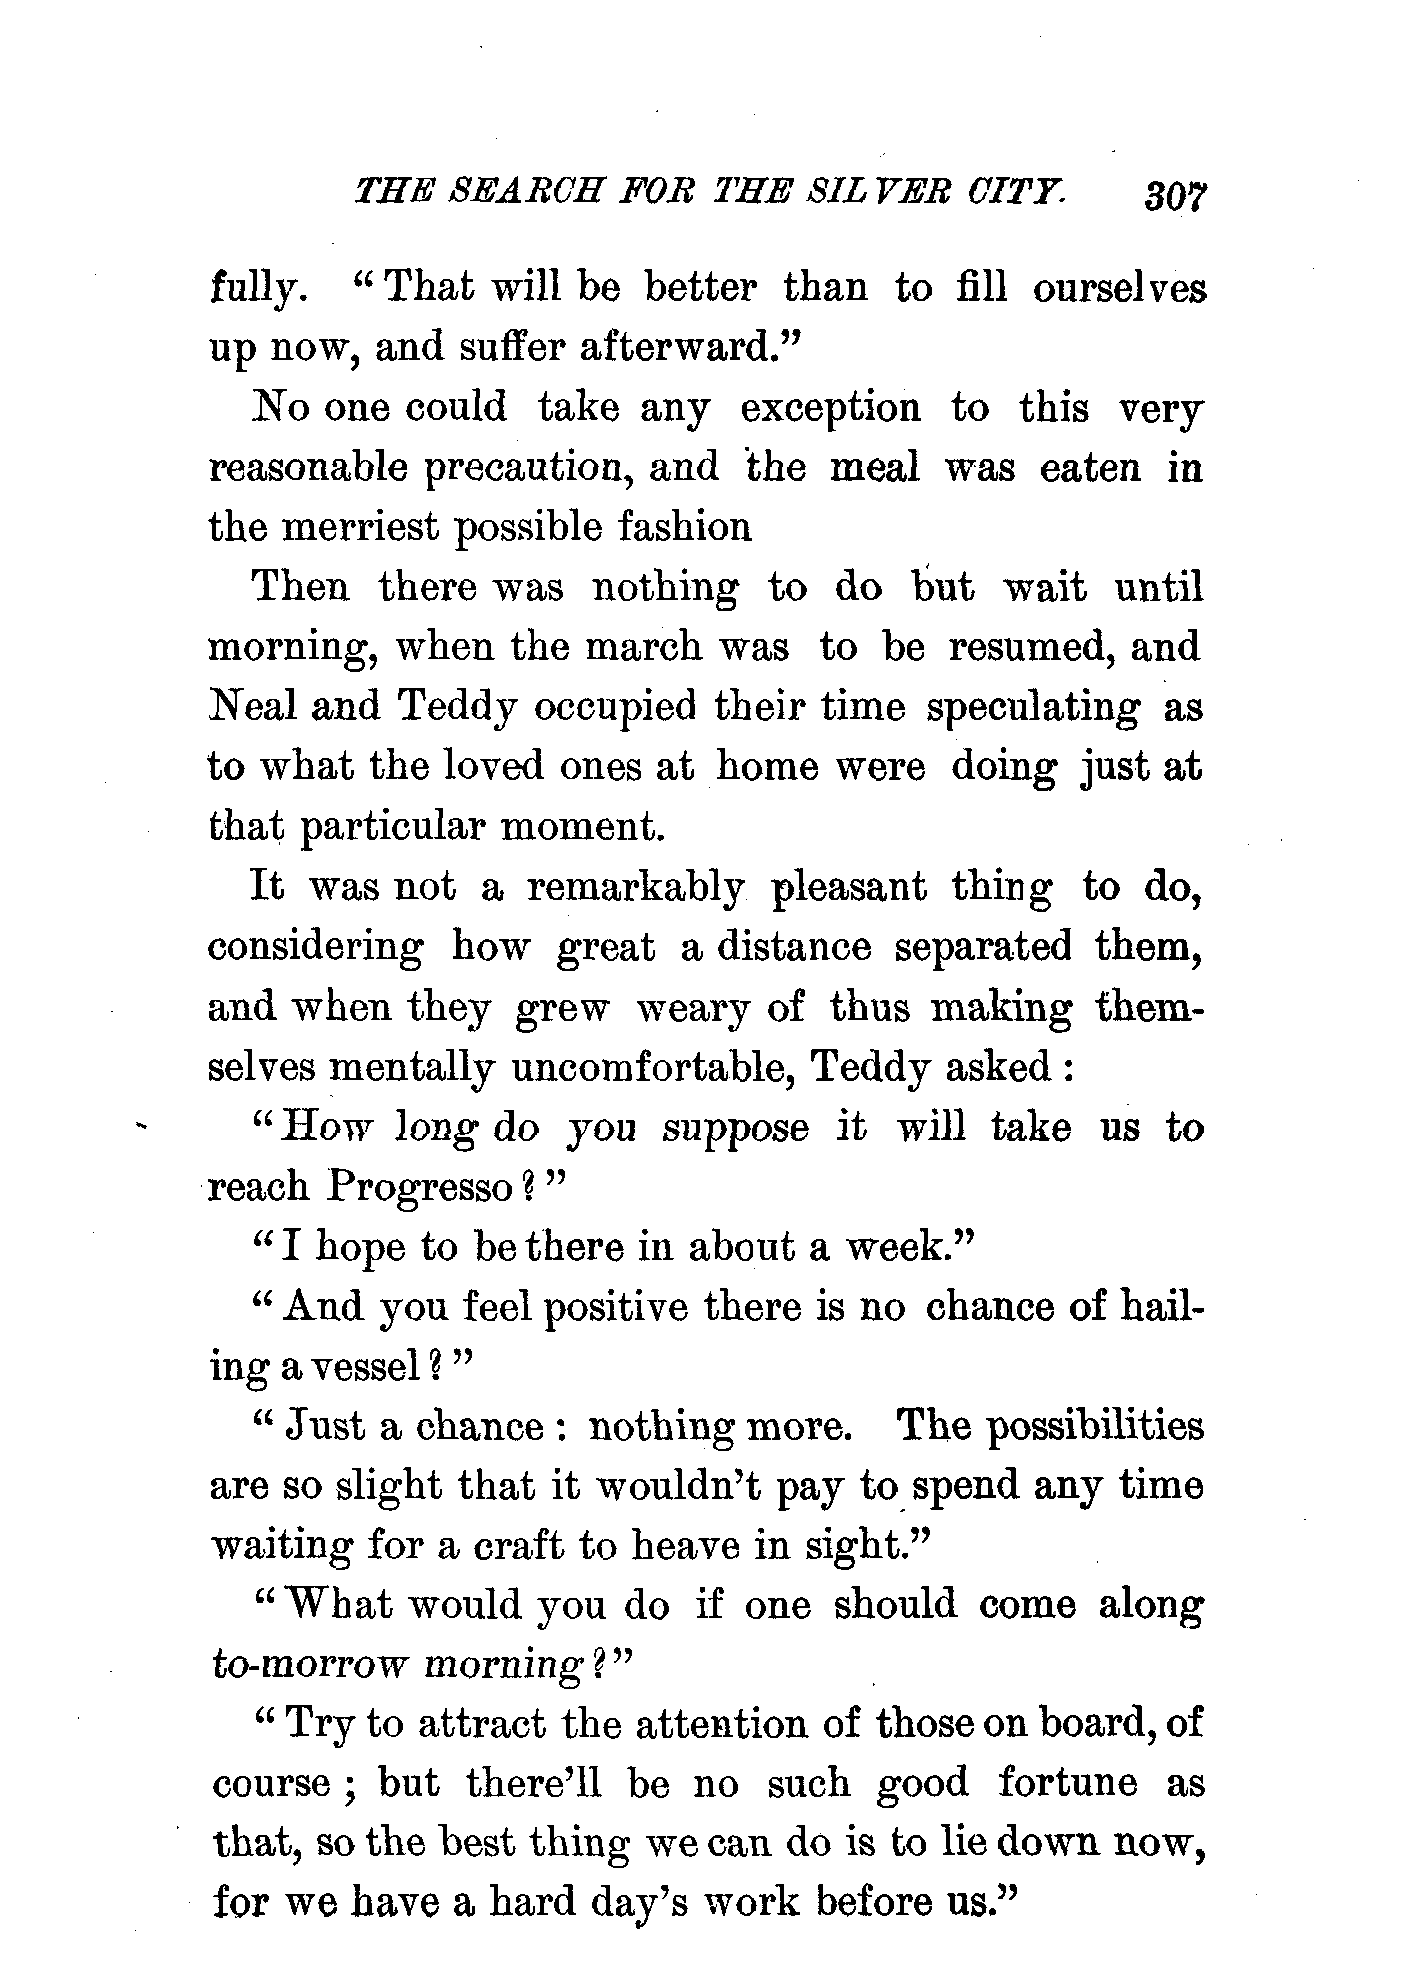 THE SEARCH FOR THE SILVER CITY. 307
fully. “That will be better than to fill ourselves
up now, and suffer afterward.”
No one could take any exception to this very
reasonable precaution, and the meal was eaten in
the merriest possible fashion
Then there was nothing to do but wait until
morning, when the march was to be resumed, and
Neal and Teddy occupied their time speculating as
to what the loved ones at home were doing just at
that particular moment.
It was not a remarkably pleasant thing to do,
considering how great a distance separated them,
and when they grew weary of thus making them-
selves mentally uncomfortable, Teddy asked :
“How long do you suppose it will take us to
reach Progresso ? ”
“I hope to be there in about a week.”
“And you feel positive there is no chance of hail-
ing a vessel ? ”
“Just a chance : nothing more. The possibilities
are so slight that it wouldn’t pay to spend any time
waiting for a craft to heave in sight.”
“What would you do if one should come along
to-morrow morning ?”
“Try to attract the attention of those on board, of
course ; but there’ll be no such good fortune as
that, so the best thing we can do is to lie down now,
for we have a hard day’s work before us.”